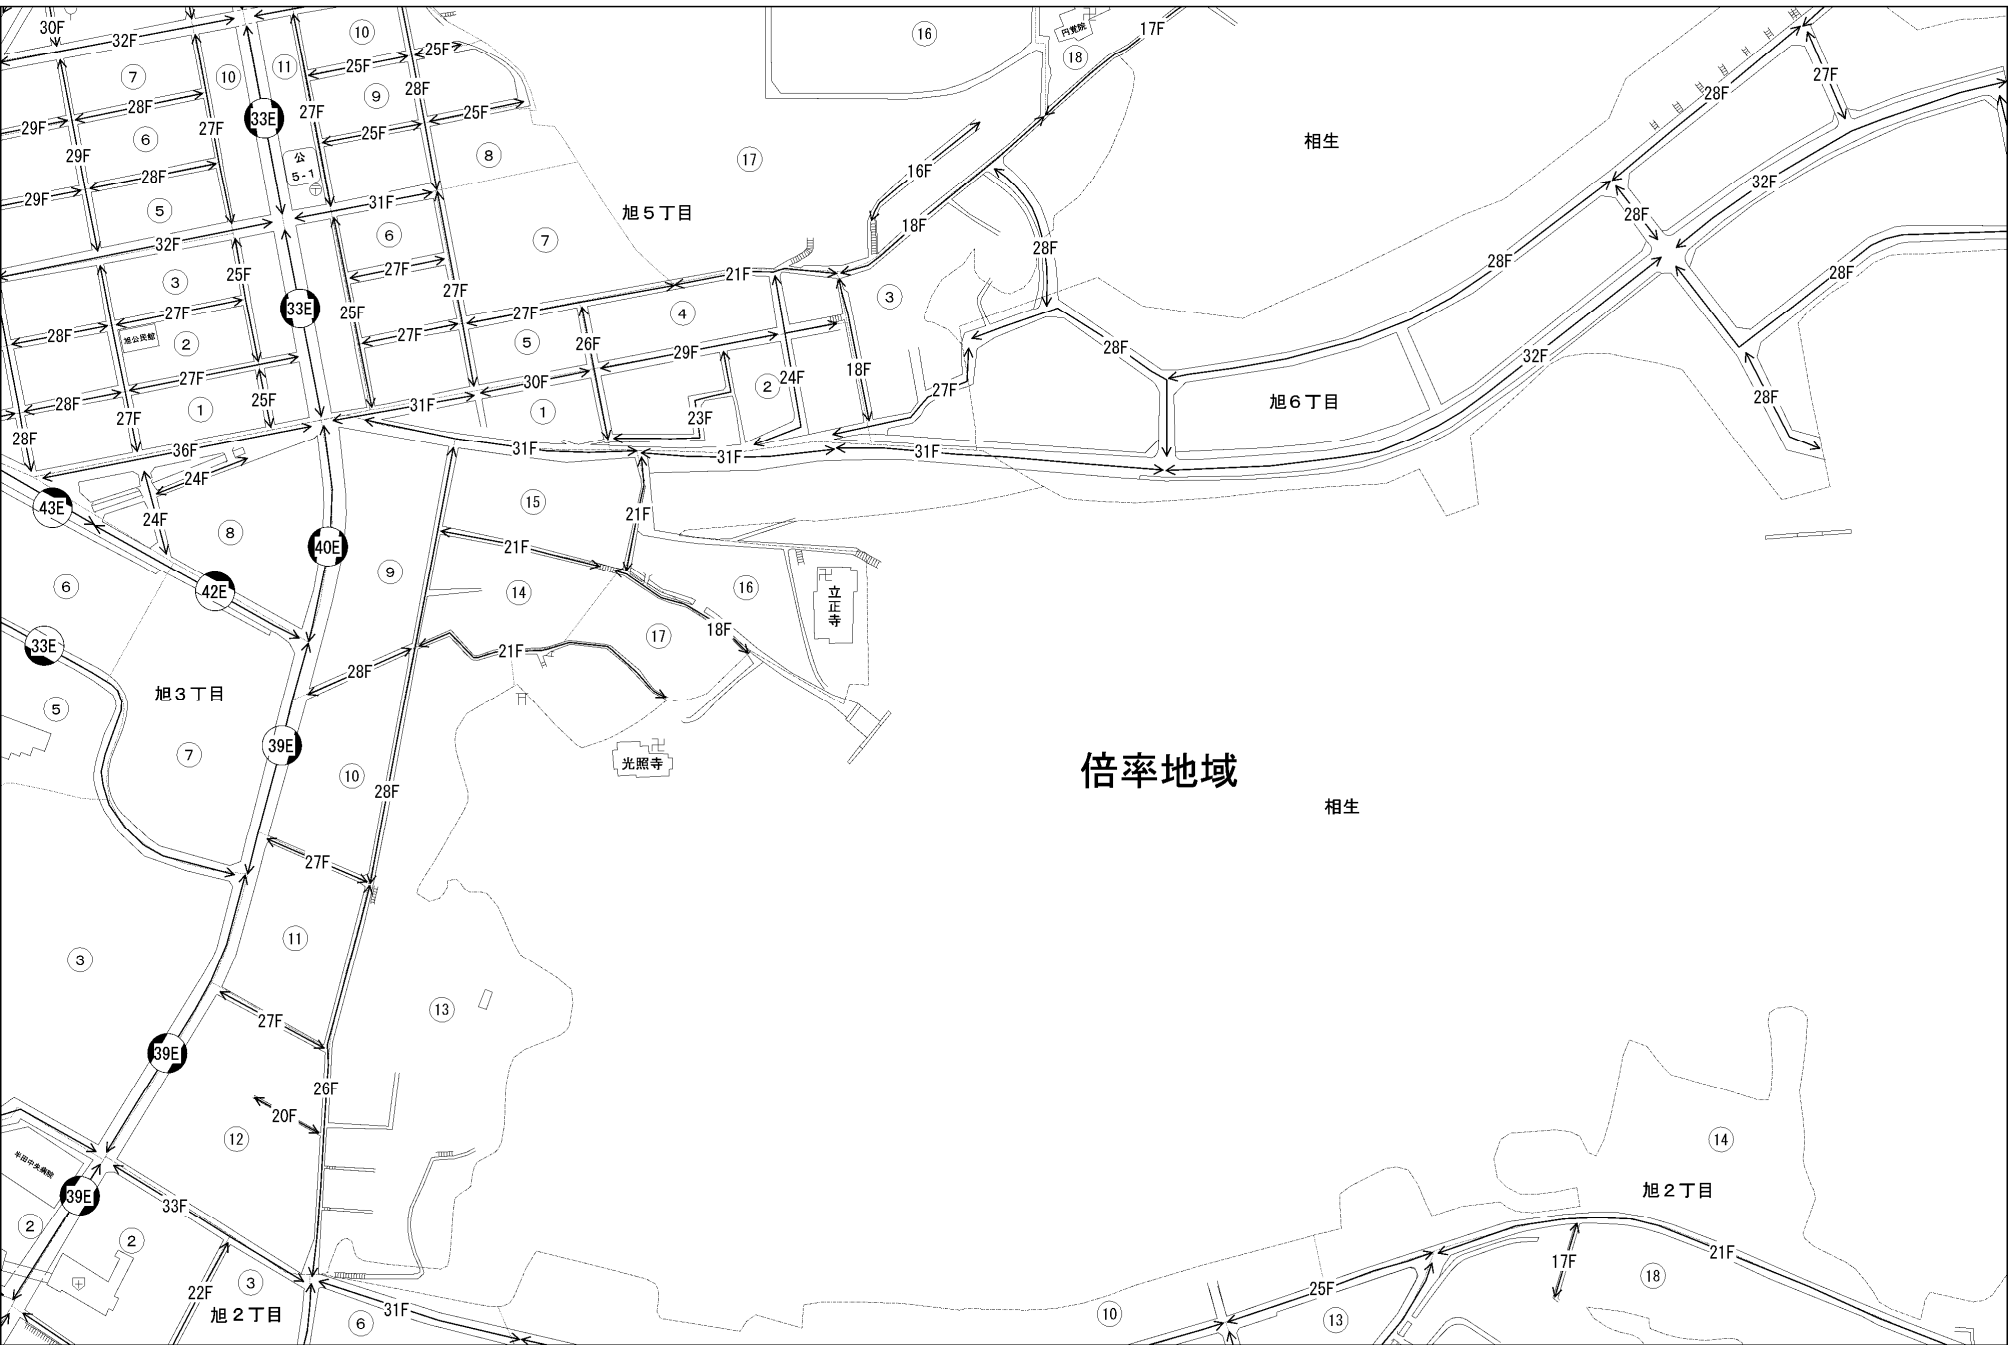 30F
32F
⑩
25F
⑯
円覚院
⑱
17F
⑦
⑩
⑪
25F
28F
27F
28F
⑨
28F
33E
27F
25F
29F
27F
25F
相生
⑥
29F
公
5-1
⑧
⑰
28F
16F
32F
29F
⑤
31F
旭5丁目
18F
28F
32F
⑥
⑦
28F
25F
27F
21F
28F
28F
③
27F
33E
25F
27F
27F
④
③
28F
旭公民館
②
27F
⑤
26F
29F
28F
32F
27F
30F
②
24F
18F
27F
28F
①
25F
31F
①
23F
旭6丁目
28F
27F
36F
31F
31F
31F
24F
43E
24F
⑮
21F
⑧
40E
21F
⑥
42E
⑨
⑭
⑯
立正寺
33E
18F
⑰
21F
28F
旭3丁目
⑤
39E
⑦
光照寺
⑩
28F
倍率地域
相生
27F
⑪
③
⑬
27F
39E
26F
20F
⑫
⑭
半田中央病院
39E
33F
旭2丁目
②
②
21F
17F
③
22F
25F
⑱
31F
旭2丁目
⑥
⑩
⑬